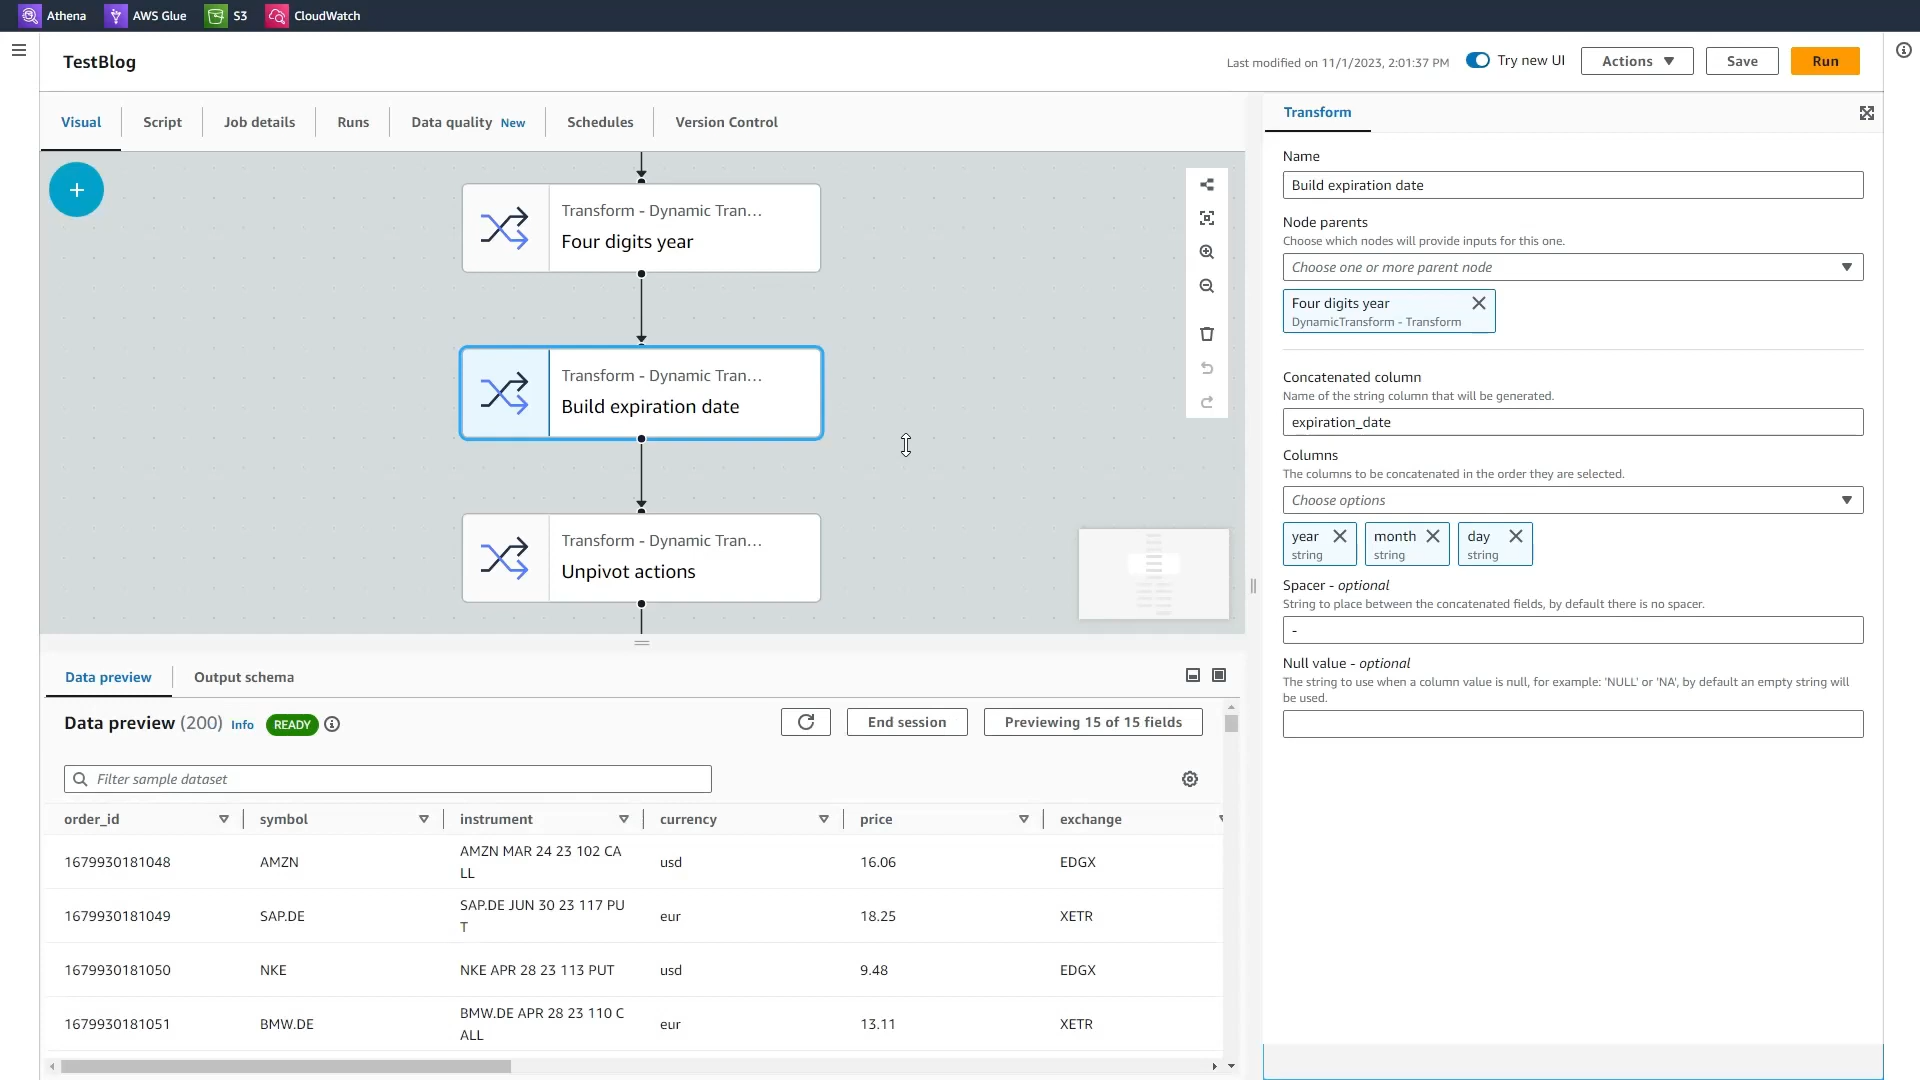 Athena
AWS Glue
S3
CloudWatch
TestBlog
Last modified on 11/1/2023, 2:01:37 PM
Try new UI
Actions
Save
Run
Visual
Script
Job details
Runs
Data quality New
Schedules
Version Control
Transform - Dynamic Tran...
Four digits year
Transform - Dynamic Tran...
Build expiration date
Transform - Dynamic Tran...
Unpivot actions
Transform
Name
Build expiration date
Node parents
Choose which nodes will provide inputs for this one.
Choose one or more parent node
Four digits year
DynamicTransform - Transform
Concatenated column
Name of the string column that will be generated.
expiration_date
Columns
The columns to be concatenated in the order they are selected.
Choose options
year
string
month
string
day
string
Spacer - optional
String to place between the concatenated fields, by default there is no spacer.
-
Null value - optional
The string to use when a column value is null, for example: 'NULL' or 'NA', by default an empty string will
be used.
Data preview
Output schema
Data preview (200) Info READY
End session
Previewing 15 of 15 fields
Filter sample dataset
order_id symbol instrument currency price exchange
1679930181048 AMZN AMZN MAR 24 23 102 CA usd 16.06 EDGX
LL
1679930181049 SAP.DE SAP.DE JUN 30 23 117 PU eur 18.25 XETR
T
1679930181050 NKE NKE APR 28 23 113 PUT usd 9.48 EDGX
1679930181051 BMW.DE BMW.DE APR 28 23 110 C eur 13.11 XETR
ALL